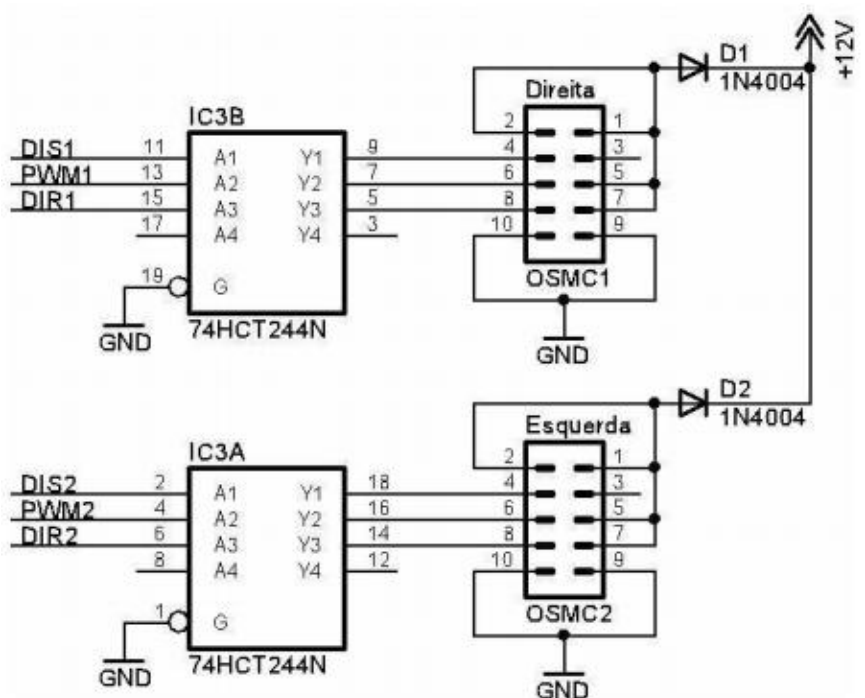 +12V
D1
1N4004
Direita
IC3B
2 1
DIS1 11 A1 Y1 9 4 3
PWM1 13 A2 Y2 7 6 5
DIR1 15 A3 Y3 5 8 7
17 A4 Y4 3 10 9
19 G
OSMC1
74HCT244N
GND
GND
D2
1N4004
Esquerda
IC3A
2 1
DIS2 2 A1 Y1 18 4 3
PWM2 4 A2 Y2 16 6 5
DIR2 6 A3 Y3 14 8 7
8 A4 Y4 12 10 9
1 G
OSMC2
74HCT244N
GND
GND